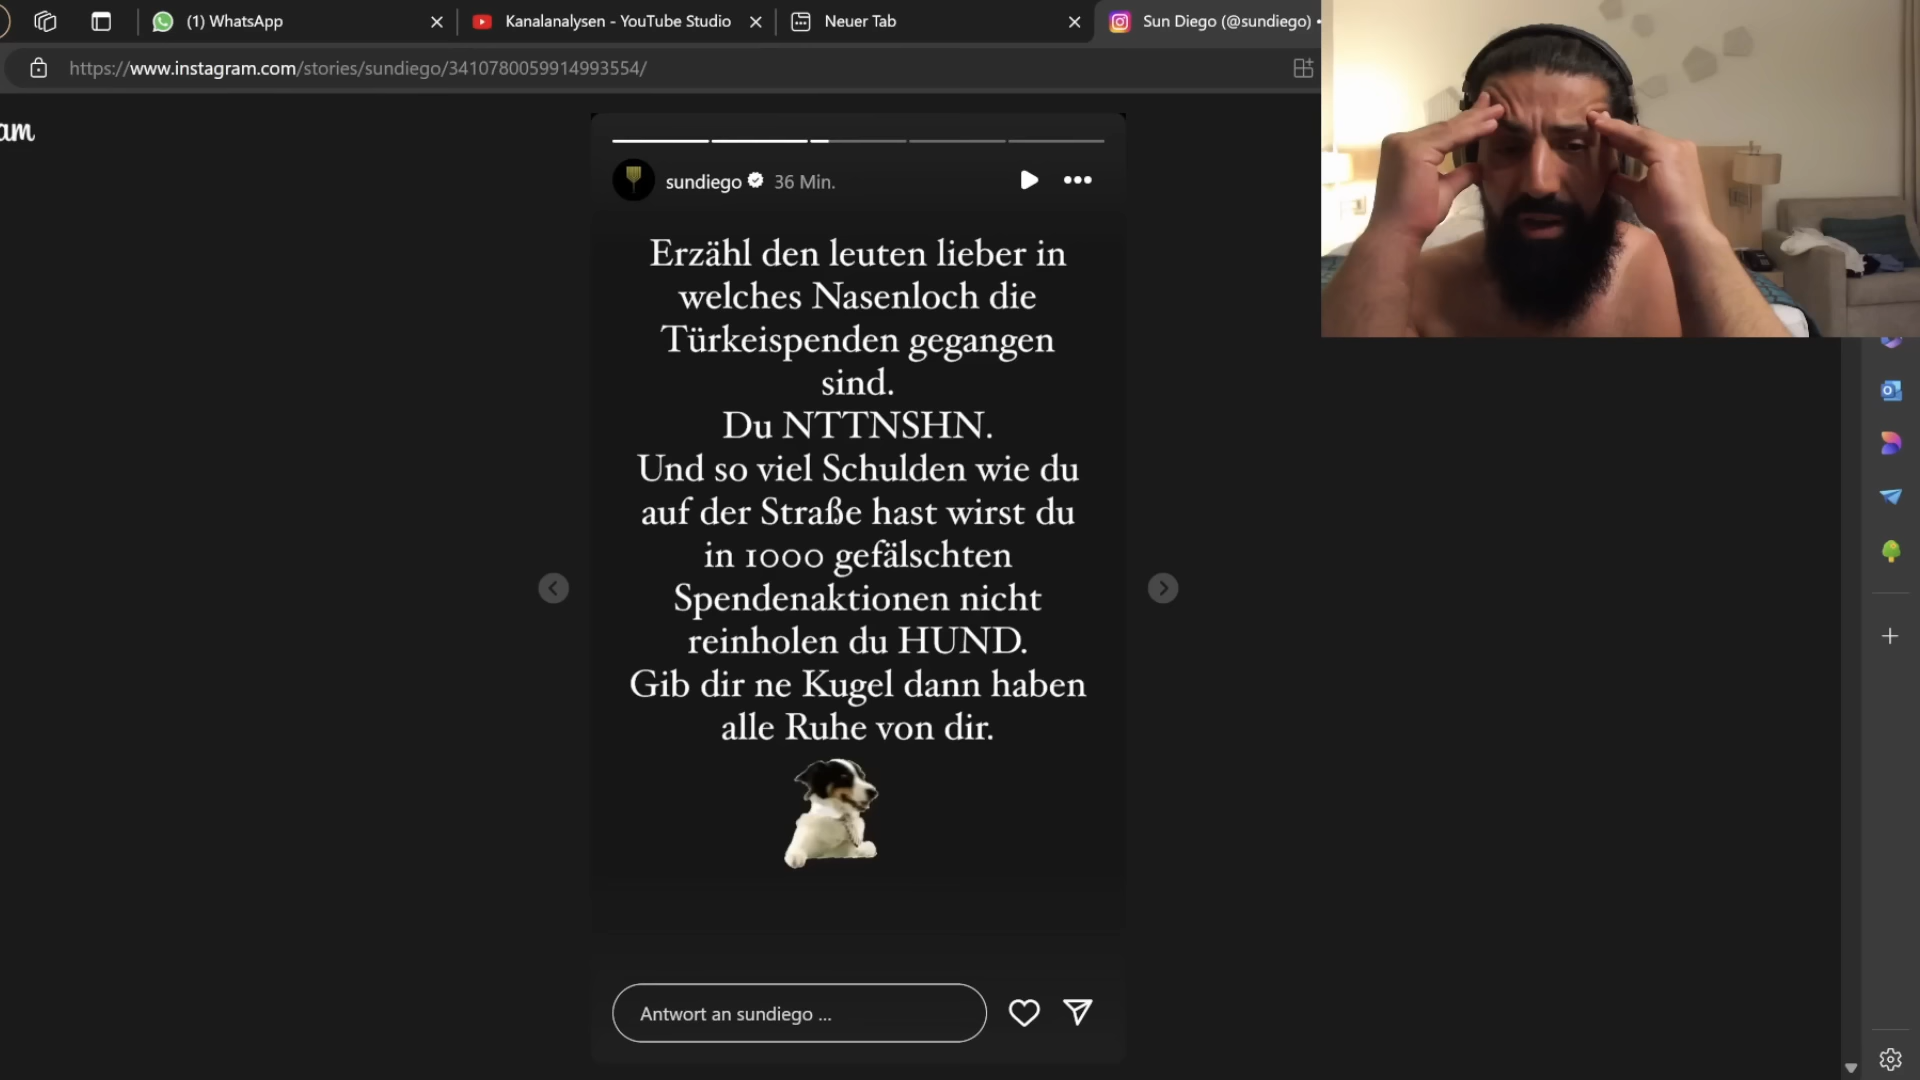 (1) WhatsApp
Kanalanalysen - YouTube Studio
Neuer Tab
Sun Diego (@sundiego) •
https://www.instagram.com/stories/sundiego/3410780059914993554/
am
sundiego 36 Min.
Erzähl den leuten lieber in
welches Nasenloch die
Türkeispenden gegangen
sind.
Du NTTNSHN.
Und so viel Schulden wie du
auf der Straße hast wirst du
in 1000 gefälschten
Spendenaktionen nicht
reinholen du HUND.
Gib dir ne Kugel dann haben
alle Ruhe von dir.
Antwort an sundiego ...